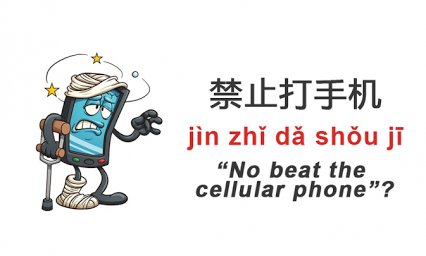 禁止打手机
jìn zhǐ dǎ shǒu jī
“No beat the
cellular phone”?